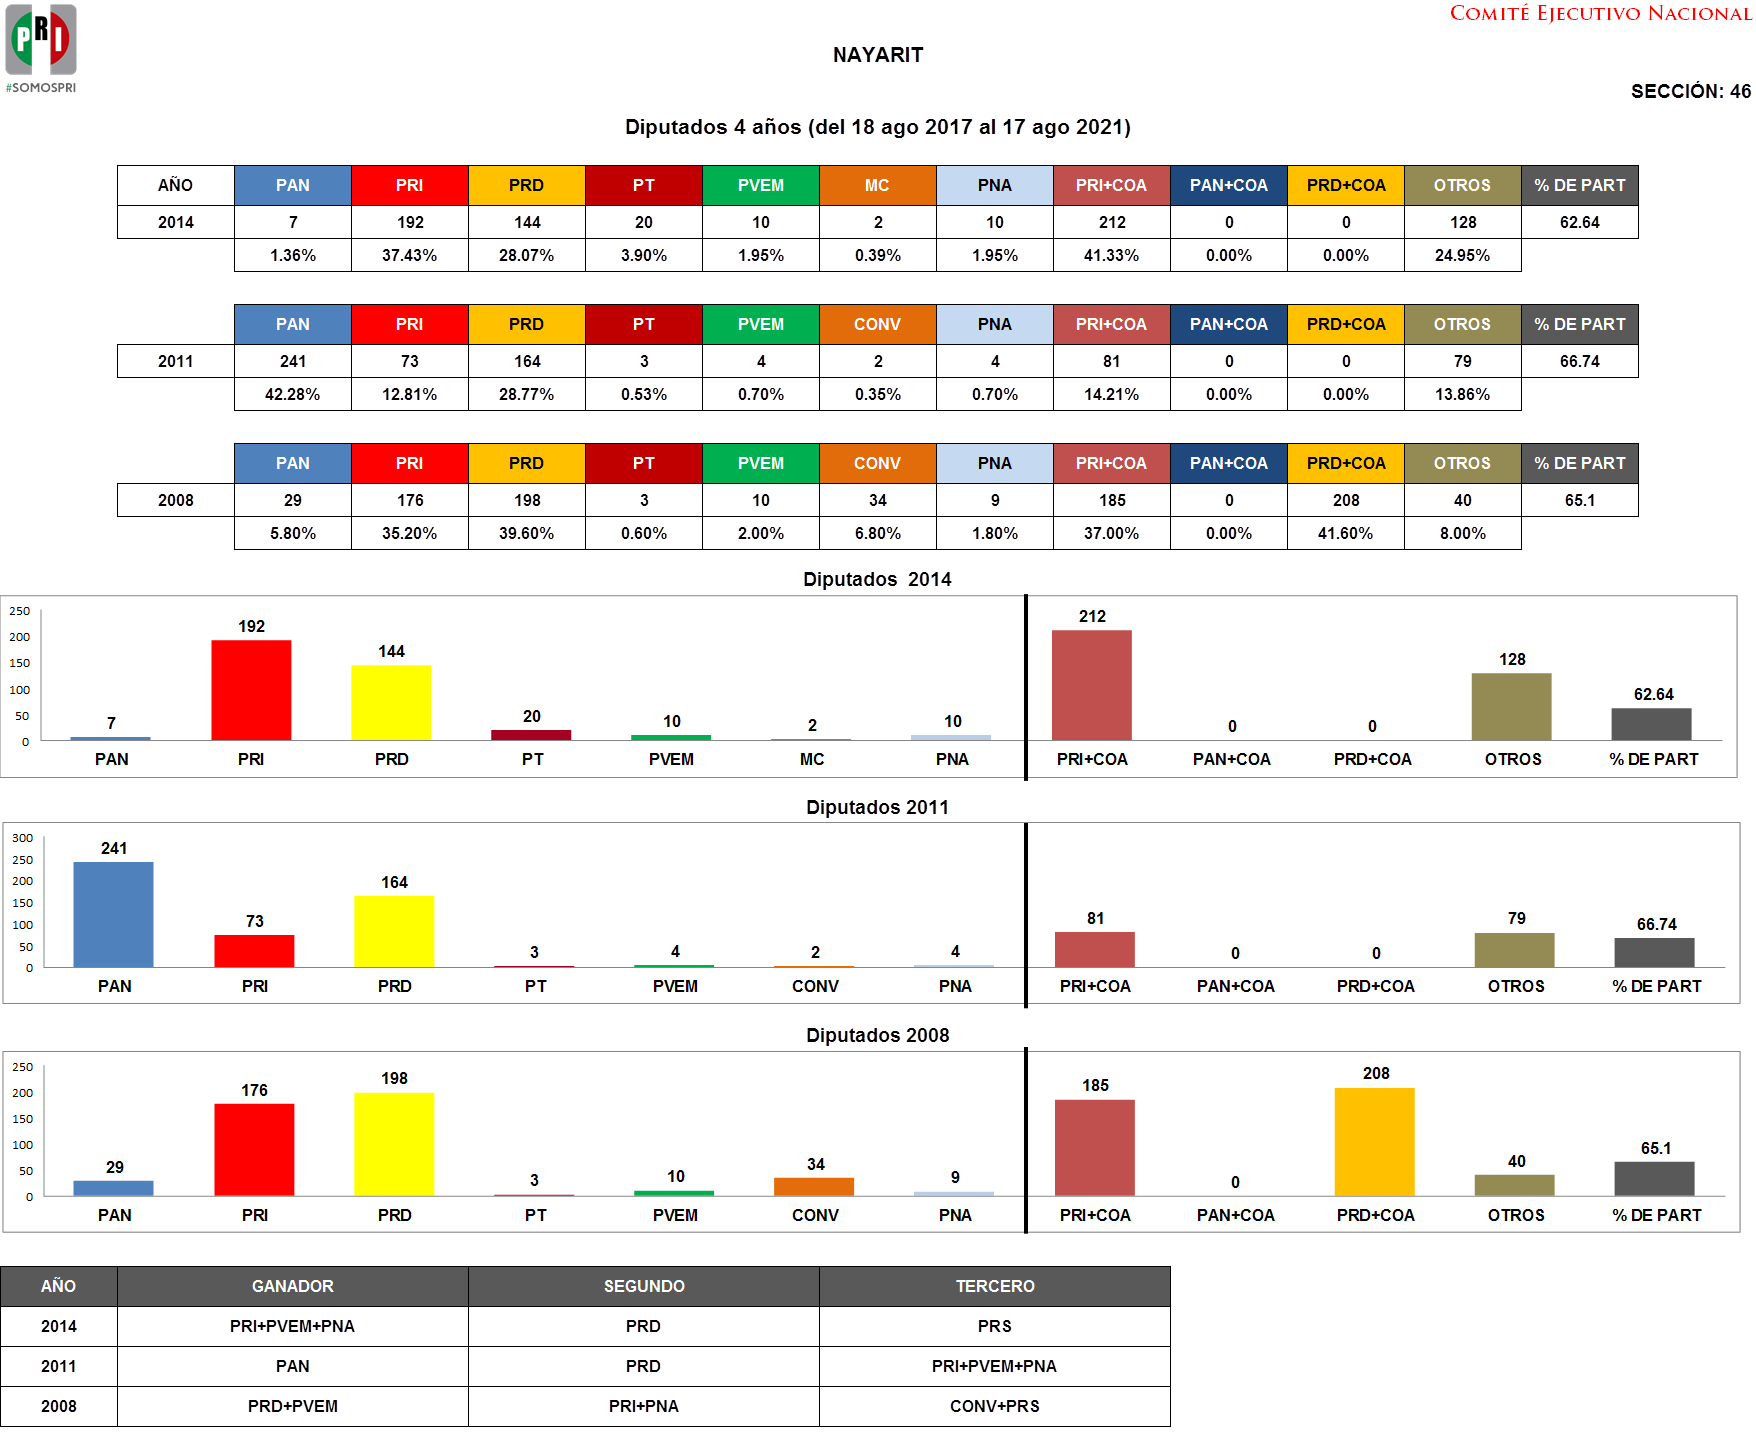 PRI
#SOMOSPRI
COMITÉ EJECUTIVO NACIONAL
NAYARIT
SECCIÓN: 46
Diputados 4 años (del 18 ago 2017 al 17 ago 2021)
AÑO PAN PRI PRD PT PVEM MC PNA PRI+COA PAN+COA PRD+COA OTROS % DE PART
2014 7 192 144 20 10 2 10 212 0 0 128 62.64
1.36% 37.43% 28.07% 3.90% 1.95% 0.39% 1.95% 41.33% 0.00% 0.00% 24.95%
PAN PRI PRD PT PVEM CONV PNA PRI+COA PAN+COA PRD+COA OTROS % DE PART
2011 241 73 164 3 4 2 4 81 0 0 79 66.74
42.28% 12.81% 28.77% 0.53% 0.70% 0.35% 0.70% 14.21% 0.00% 0.00% 13.86%
PAN PRI PRD PT PVEM CONV PNA PRI+COA PAN+COA PRD+COA OTROS % DE PART
2008 29 176 198 3 10 34 9 185 0 208 40 65.1
5.80% 35.20% 39.60% 0.60% 2.00% 6.80% 1.80% 37.00% 0.00% 41.60% 8.00%
Diputados 2014
250
200
150
100
50
0
7 192 144 20 10 2 10 212 0 0 128 62.64
PAN PRI PRD PT PVEM MC PNA PRI+COA PAN+COA PRD+COA OTROS % DE PART
Diputados 2011
300
250
200
150
100
50
0
241 73 164 3 4 2 4 81 0 0 79 66.74
PAN PRI PRD PT PVEM CONV PNA PRI+COA PAN+COA PRD+COA OTROS % DE PART
Diputados 2008
250
200
150
100
50
0
29 176 198 3 10 34 9 185 0 208 40 65.1
PAN PRI PRD PT PVEM CONV PNA PRI+COA PAN+COA PRD+COA OTROS % DE PART
AÑO GANADOR SEGUNDO TERCERO
2014 PRI+PVEM+PNA PRD PRS
2011 PAN PRD PRI+PVEM+PNA
2008 PRD+PVEM PRI+PNA CONV+PRS